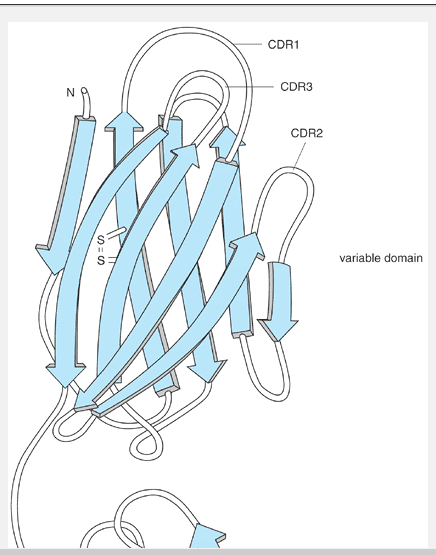 CDR1
N
CDR3
CDR2
S
S
variable domain